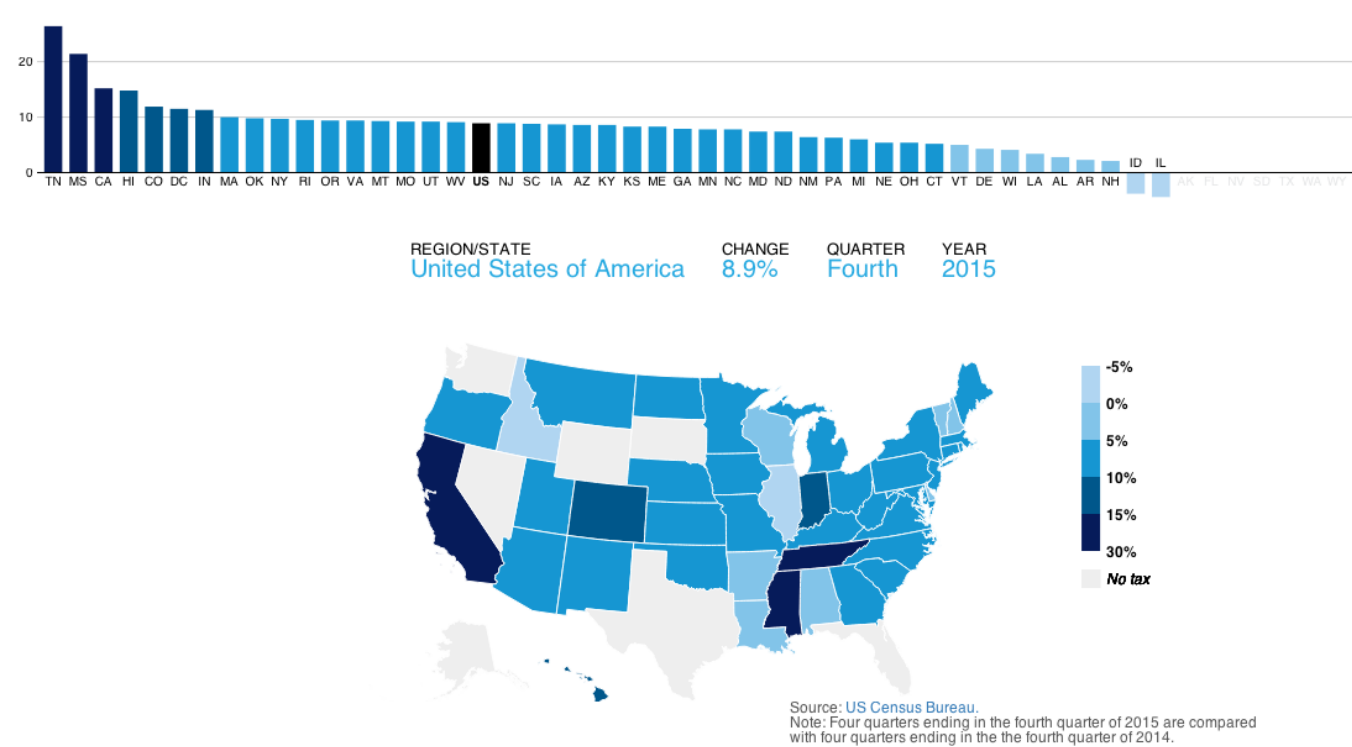 20
10
0
ID IL
TN MS CA HI CO DC IN MA OK NY RI OR VA MT MO UT WV US NJ SC IA AZ KY KS ME GA MN NC MD ND NM PA MI NE OH CT VT DE WI LA AL AR NH AK FL NV SD TX WA WY
REGION/STATE CHANGE QUARTER YEAR
United States of America 8.9% Fourth 2015
-5%
0%
5%
10%
15%
30%
No tax
Source: US Census Bureau.
Note: Four quarters ending in the fourth quarter of 2015 are compared
with four quarters ending in the the fourth quarter of 2014.